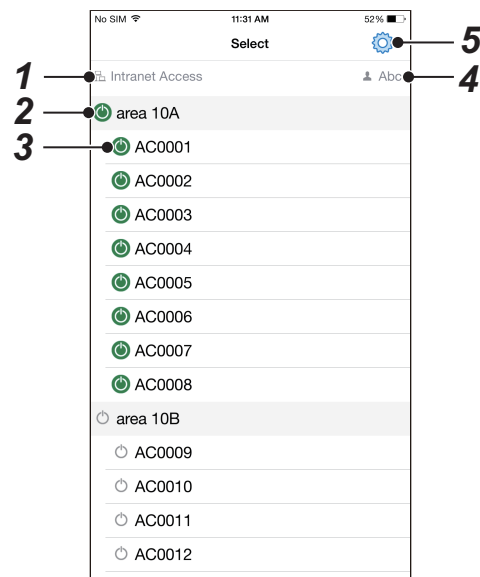 No SIM 11:31 AM 52%
Select 5
1 Intranet Access Abc 4
2 area 10A
3 AC0001
AC0002
AC0003
AC0004
AC0005
AC0006
AC0007
AC0008
area 10B
AC0009
AC0010
AC0011
AC0012